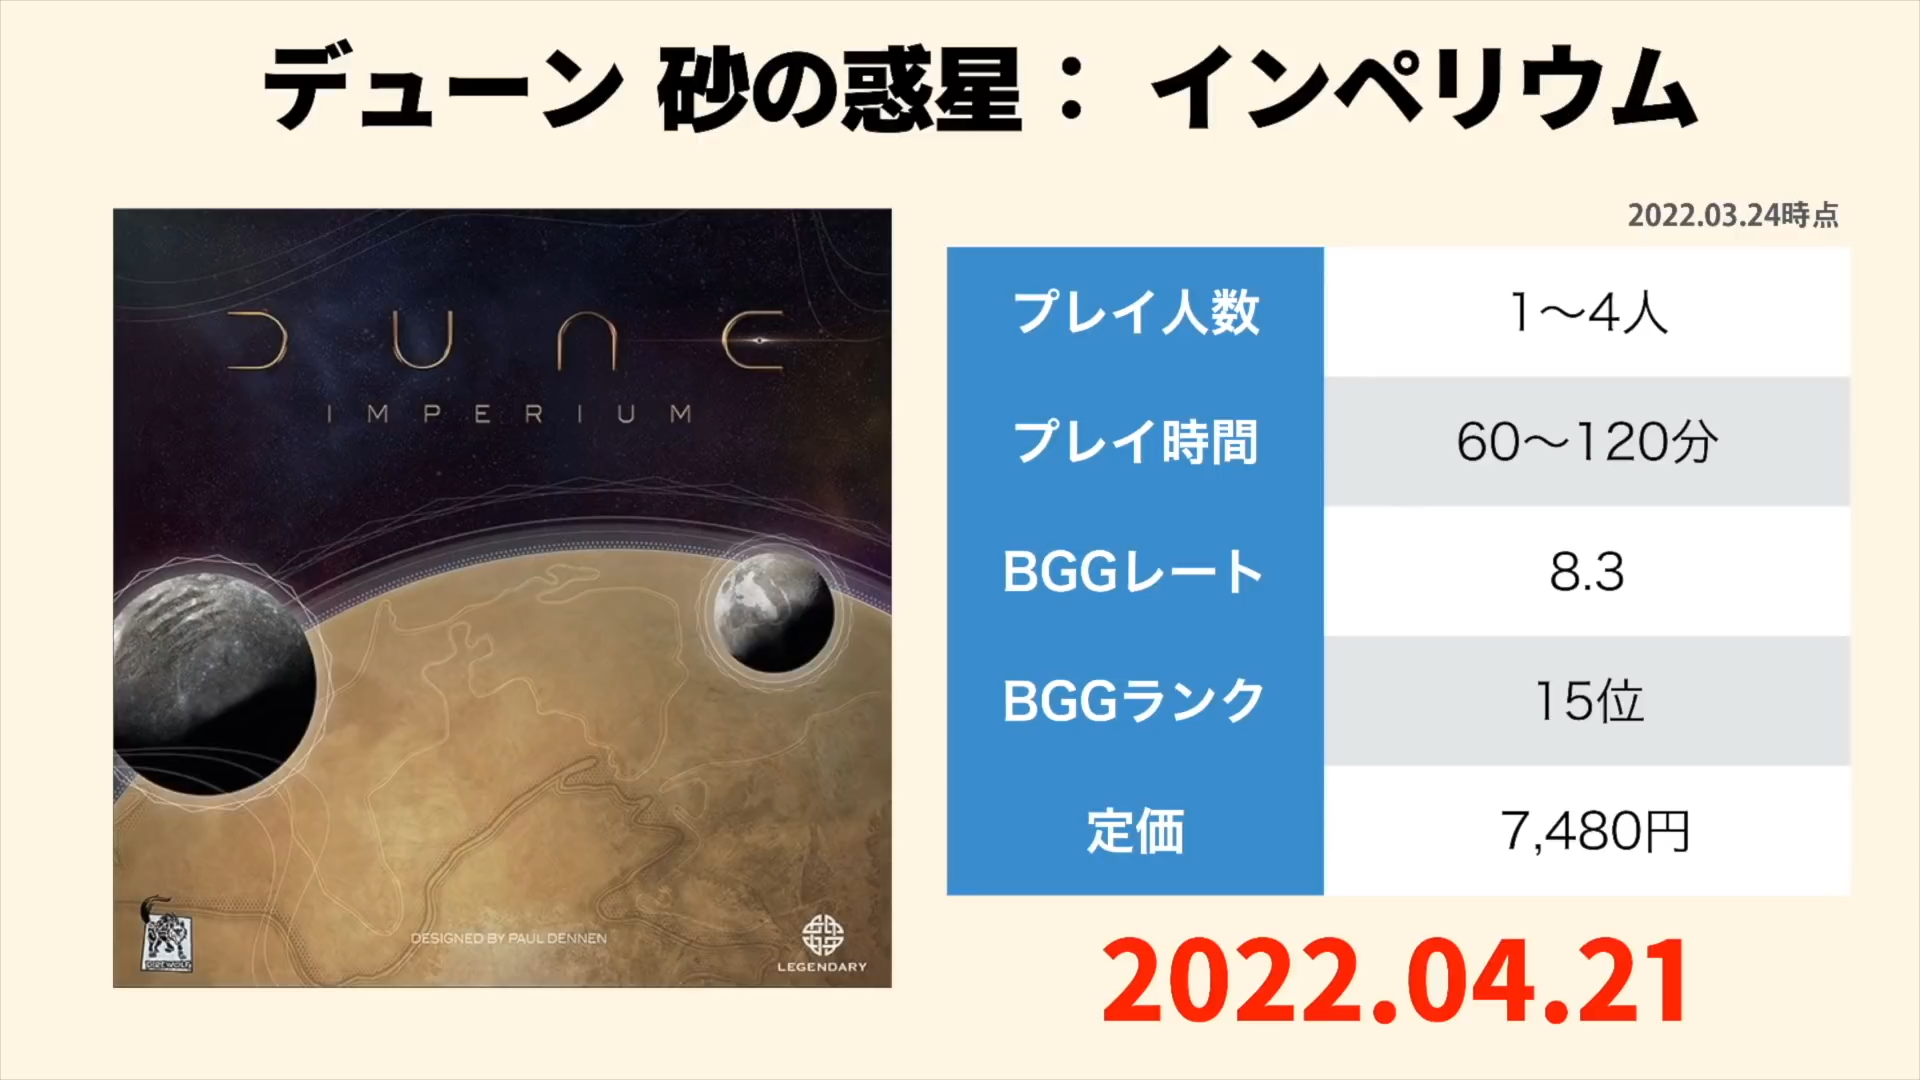 デューン 砂の惑星： インペリウム
2022.03.24時点
DUNE
IMPERIUM
DESIGNED BY PAUL DENNEN
LEGENDARY
プレイ人数 1〜4人
プレイ時間 60〜120分
BGGレート 8.3
BGGランク 15位
定価 7,480円
2022.04.21